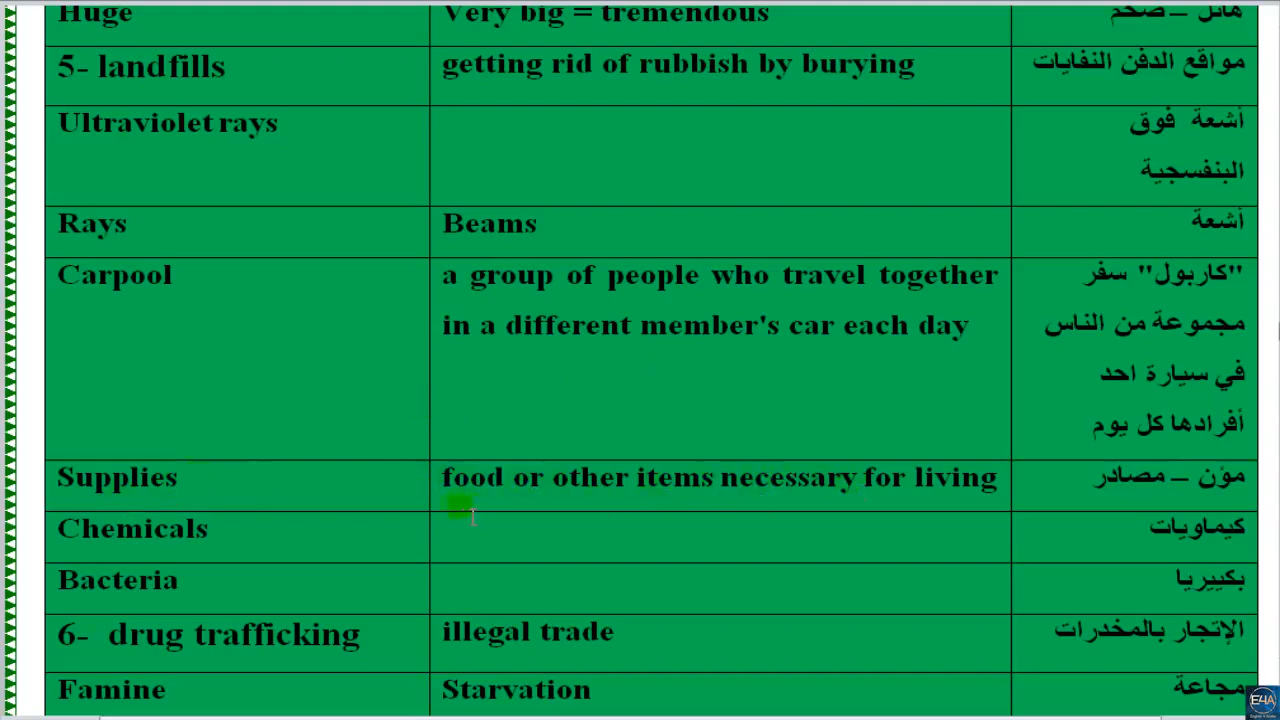 Huge Very big = tremendous هائل – ضخم
5- landfills getting rid of rubbish by burying مواقع الدفن النفايات
Ultraviolet rays أشعة فوق
البنفسجية
Rays Beams أشعة
Carpool a group of people who travel together "كاربول" سفر
in a different member's car each day مجموعة من الناس
في سيارة احد
أفرادها كل يوم
Supplies food or other items necessary for living مؤن – مصادر
Chemicals كيماويات
Bacteria بكييريا
6- drug trafficking illegal trade الإتجار بالمخدرات
Famine Starvation مجاعة
E4A